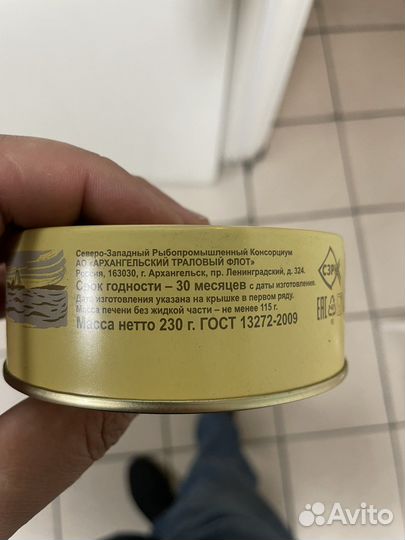 Северо-Западный Рыбопромышленный Консорциум
АО «АРХАНГЕЛЬСКИЙ ТРАЛОВЫЙ ФЛОТ»
Россия, 163030, г. Архангельск, пр. Ленинградский, д. 324.
Срок годности – 30 месяцев с даты изготовления.
Дата изготовления указана на крышке в первом ряду.
Масса печени без жидкой части – не менее 115 г.
Масса нетто 230 г. ГОСТ 13272-2009
СЗРК
ЕАС
Avito